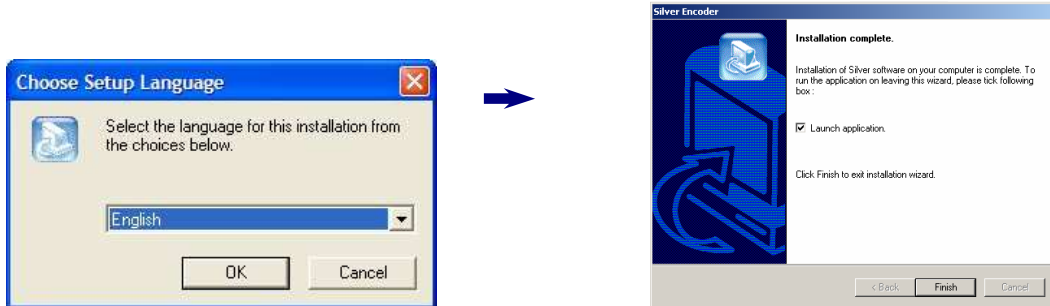 Choose Setup Language
Select the language for this installation from
the choices below.
English
OK
Cancel
Silver Encoder
Installation complete.
Installation of Silver software on your computer is complete. To
run the application on leaving this wizard, please tick following
box :
Launch application.
Click Finish to exit installation wizard.
< Back
Finish
Cancel